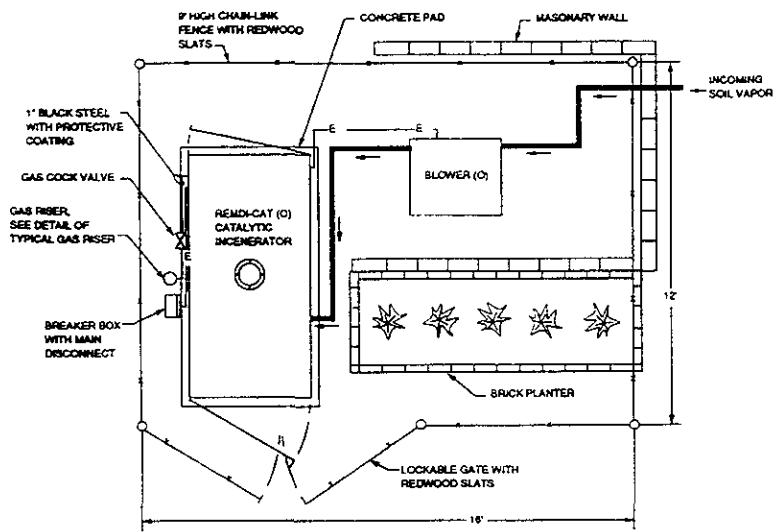 9' HIGH CHAIN-LINK
FENCE WITH REDWOOD
SLATS
CONCRETE PAD
MASONARY WALL
INCOMING
SOIL VAPOR
1" BLACK STEEL
WITH PROTECTIVE
COATING
E
E
BLOWER (O)
GAS COCK VALVE
GAS RISER,
SEE DETAIL OF
TYPICAL GAS RISER
REMDI-CAT (O)
CATALYTIC
INCENERATOR
E
12'
BREAKER BOX
WITH MAIN
DISCONNECT
BRICK PLANTER
LOCKABLE GATE WITH
REDWOOD SLATS
16'